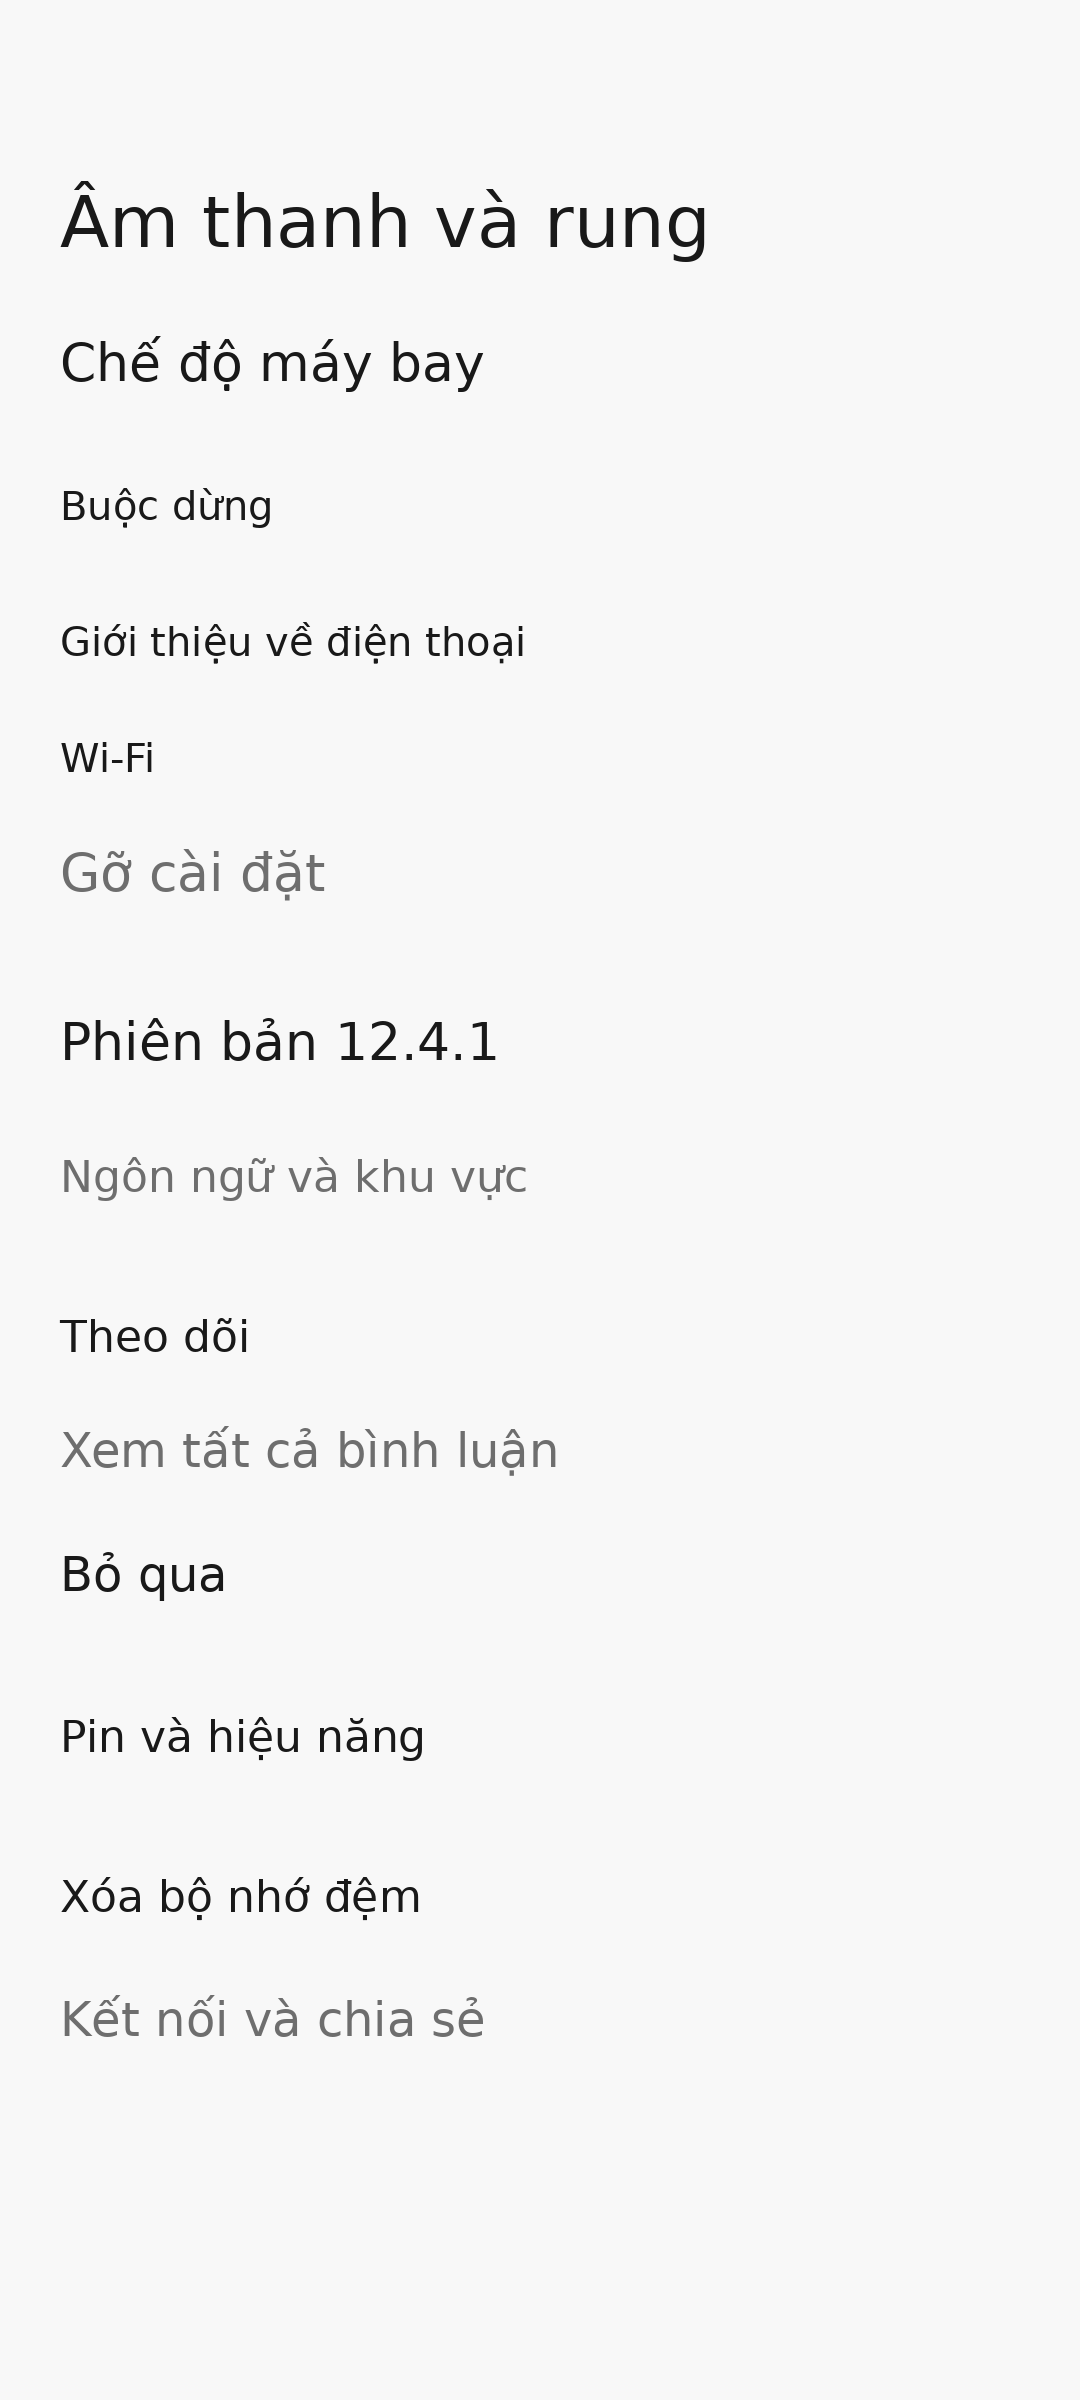 Âm thanh và rung
Chế độ máy bay
Buộc dừng
Giới thiệu về điện thoại
Wi-Fi
Gỡ cài đặt
Phiên bản 12.4.1
Ngôn ngữ và khu vực
Theo dõi
Xem tất cả bình luận
Bỏ qua
Pin và hiệu năng
Xóa bộ nhớ đệm
Kết nối và chia sẻ